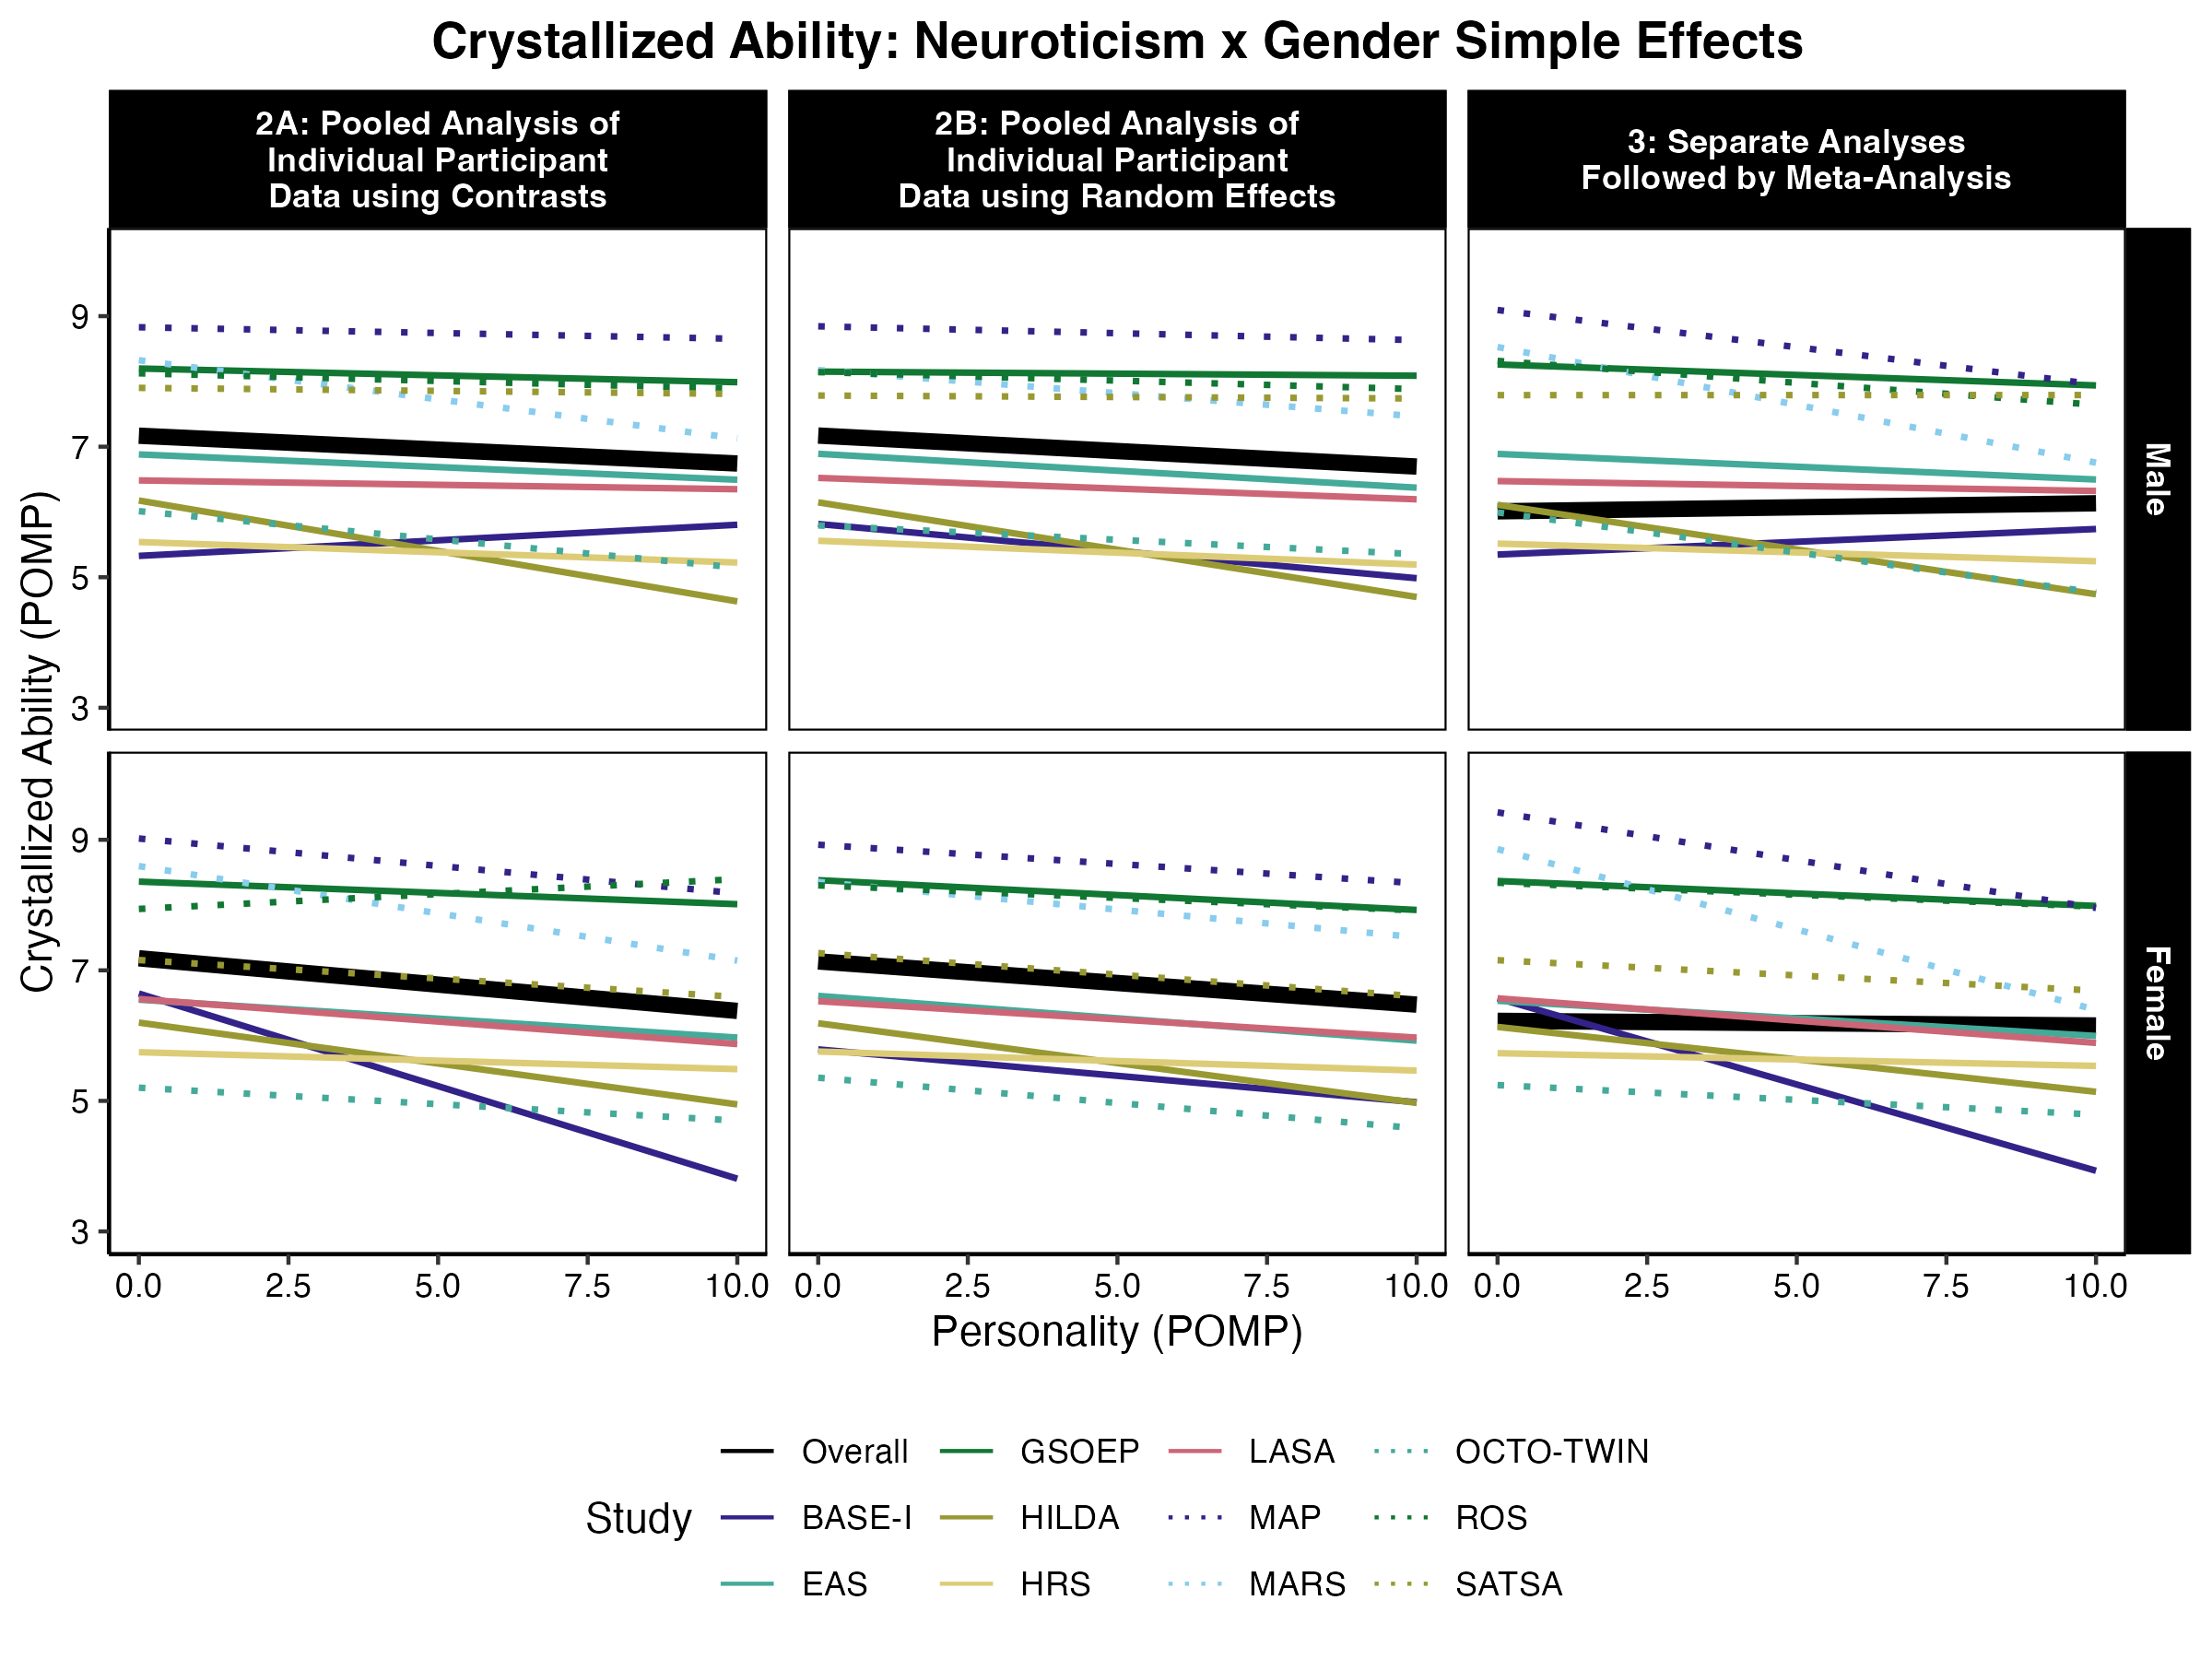 Crystallized Ability: Neuroticism x Gender Simple Effects
2A: Pooled Analysis of
Individual Participant
Data using Contrasts
2B: Pooled Analysis of
Individual Participant
Data using Random Effects
3: Separate Analyses
Followed by Meta-Analysis
Crystallized Ability (POMP)
9
7
5
3
Male
9
7
5
3
Female
0.0 2.5 5.0 7.5 10.0
0.0 2.5 5.0 7.5 10.0
0.0 2.5 5.0 7.5 10.0
Personality (POMP)
Study
Overall GSOEP LASA OCTO-TWIN
BASE-I HILDA MAP ROS
EAS HRS MARS SATSA